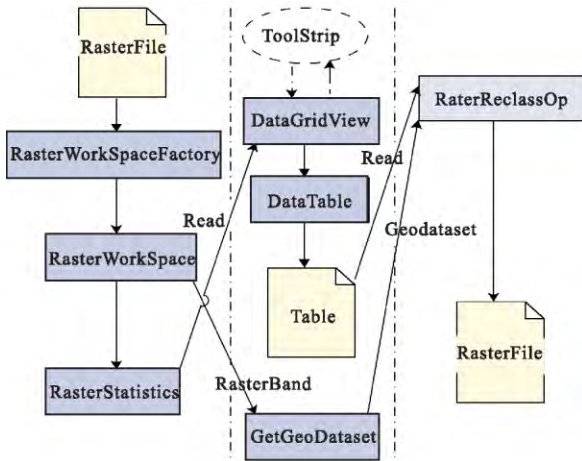 RasterFile
RasterWorkSpaceFactory
RasterWorkSpace
RasterStatistics
Read
RasterBand
ToolStrip
DataGridView
DataTable
Table
GetGeoDataset
Read
Geodataset
RaterReclassOp
RasterFile